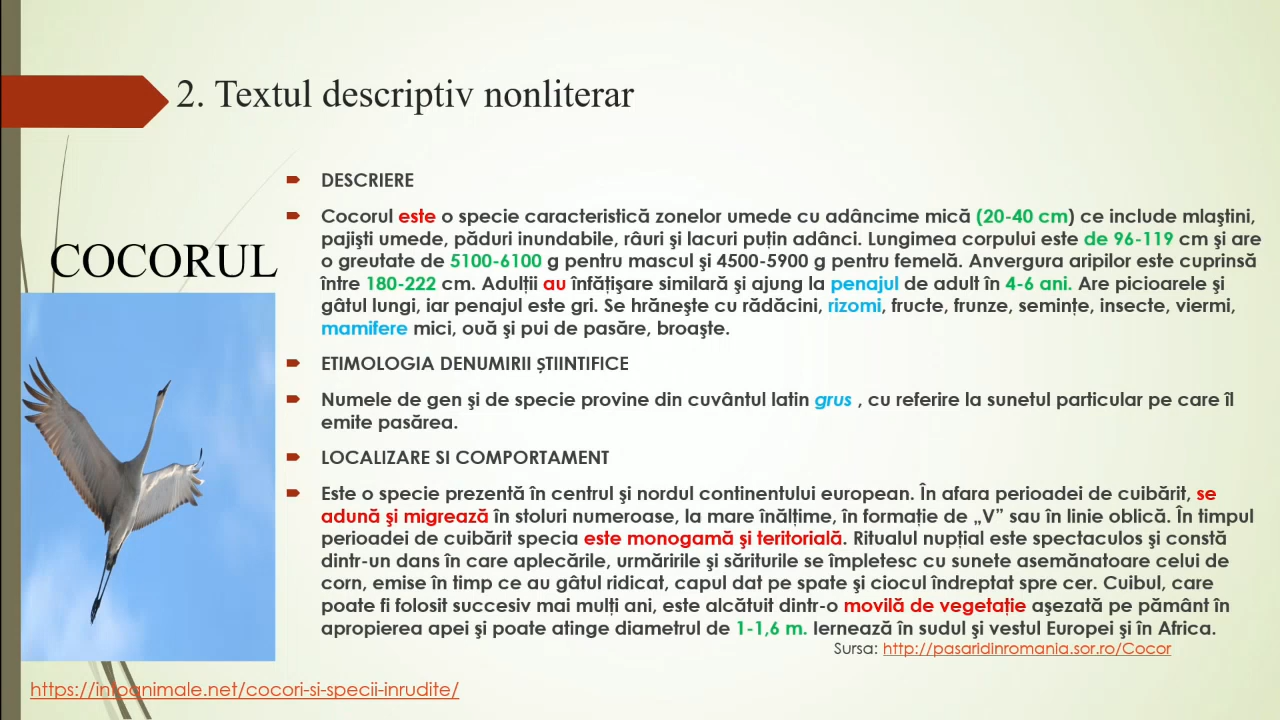 2. Textul descriptiv nonliterar
COCORUL
DESCRIERE
Cocorul este o specie caracteristică zonelor umede cu adâncime mică (20-40 cm) ce include mlaştini,
pajişti umede, păduri inundabile, râuri şi lacuri puțin adânci. Lungimea corpului este de 96-119 cm şi are
o greutate de 5100-6100 g pentru mascul şi 4500-5900 g pentru femelă. Anvergura aripilor este cuprinsă
între 180-222 cm. Adulții au înfățişare similară şi ajung la penajul de adult în 4-6 ani. Are picioarele şi
gâtul lungi, iar penajul este gri. Se hrăneşte cu rădăcini, rizomi, fructe, frunze, semințe, insecte, viermi,
mamifere mici, ouă şi pui de pasăre, broaşte.
ETIMOLOGIA DENUMIRII ȘTIINTIFICE
Numele de gen şi de specie provine din cuvântul latin grus , cu referire la sunetul particular pe care îl
emite pasărea.
LOCALIZARE SI COMPORTAMENT
Este o specie prezentă în centrul şi nordul continentului european. În afara perioadei de cuibărit, se
adună şi migrează în stoluri numeroase, la mare înălțime, în formație de „V” sau în linie oblică. În timpul
perioadei de cuibărit specia este monogamă şi teritorială. Ritualul nupțial este spectaculos şi constă
dintr-un dans în care aplecările, urmăririle şi săriturile se împletesc cu sunete asemănatoare celui de
corn, emise în timp ce au gâtul ridicat, capul dat pe spate şi ciocul îndreptat spre cer. Cuibul, care
poate fi folosit succesiv mai mulți ani, este alcătuit dintr-o movilă de vegetație aşezată pe pământ în
apropierea apei şi poate atinge diametrul de 1-1,6 m. Iernează în sudul şi vestul Europei şi în Africa.
Sursa: http://pasaridinromania.sor.ro/Cocor
https://infoanimale.net/cocori-si-specii-inrudite/